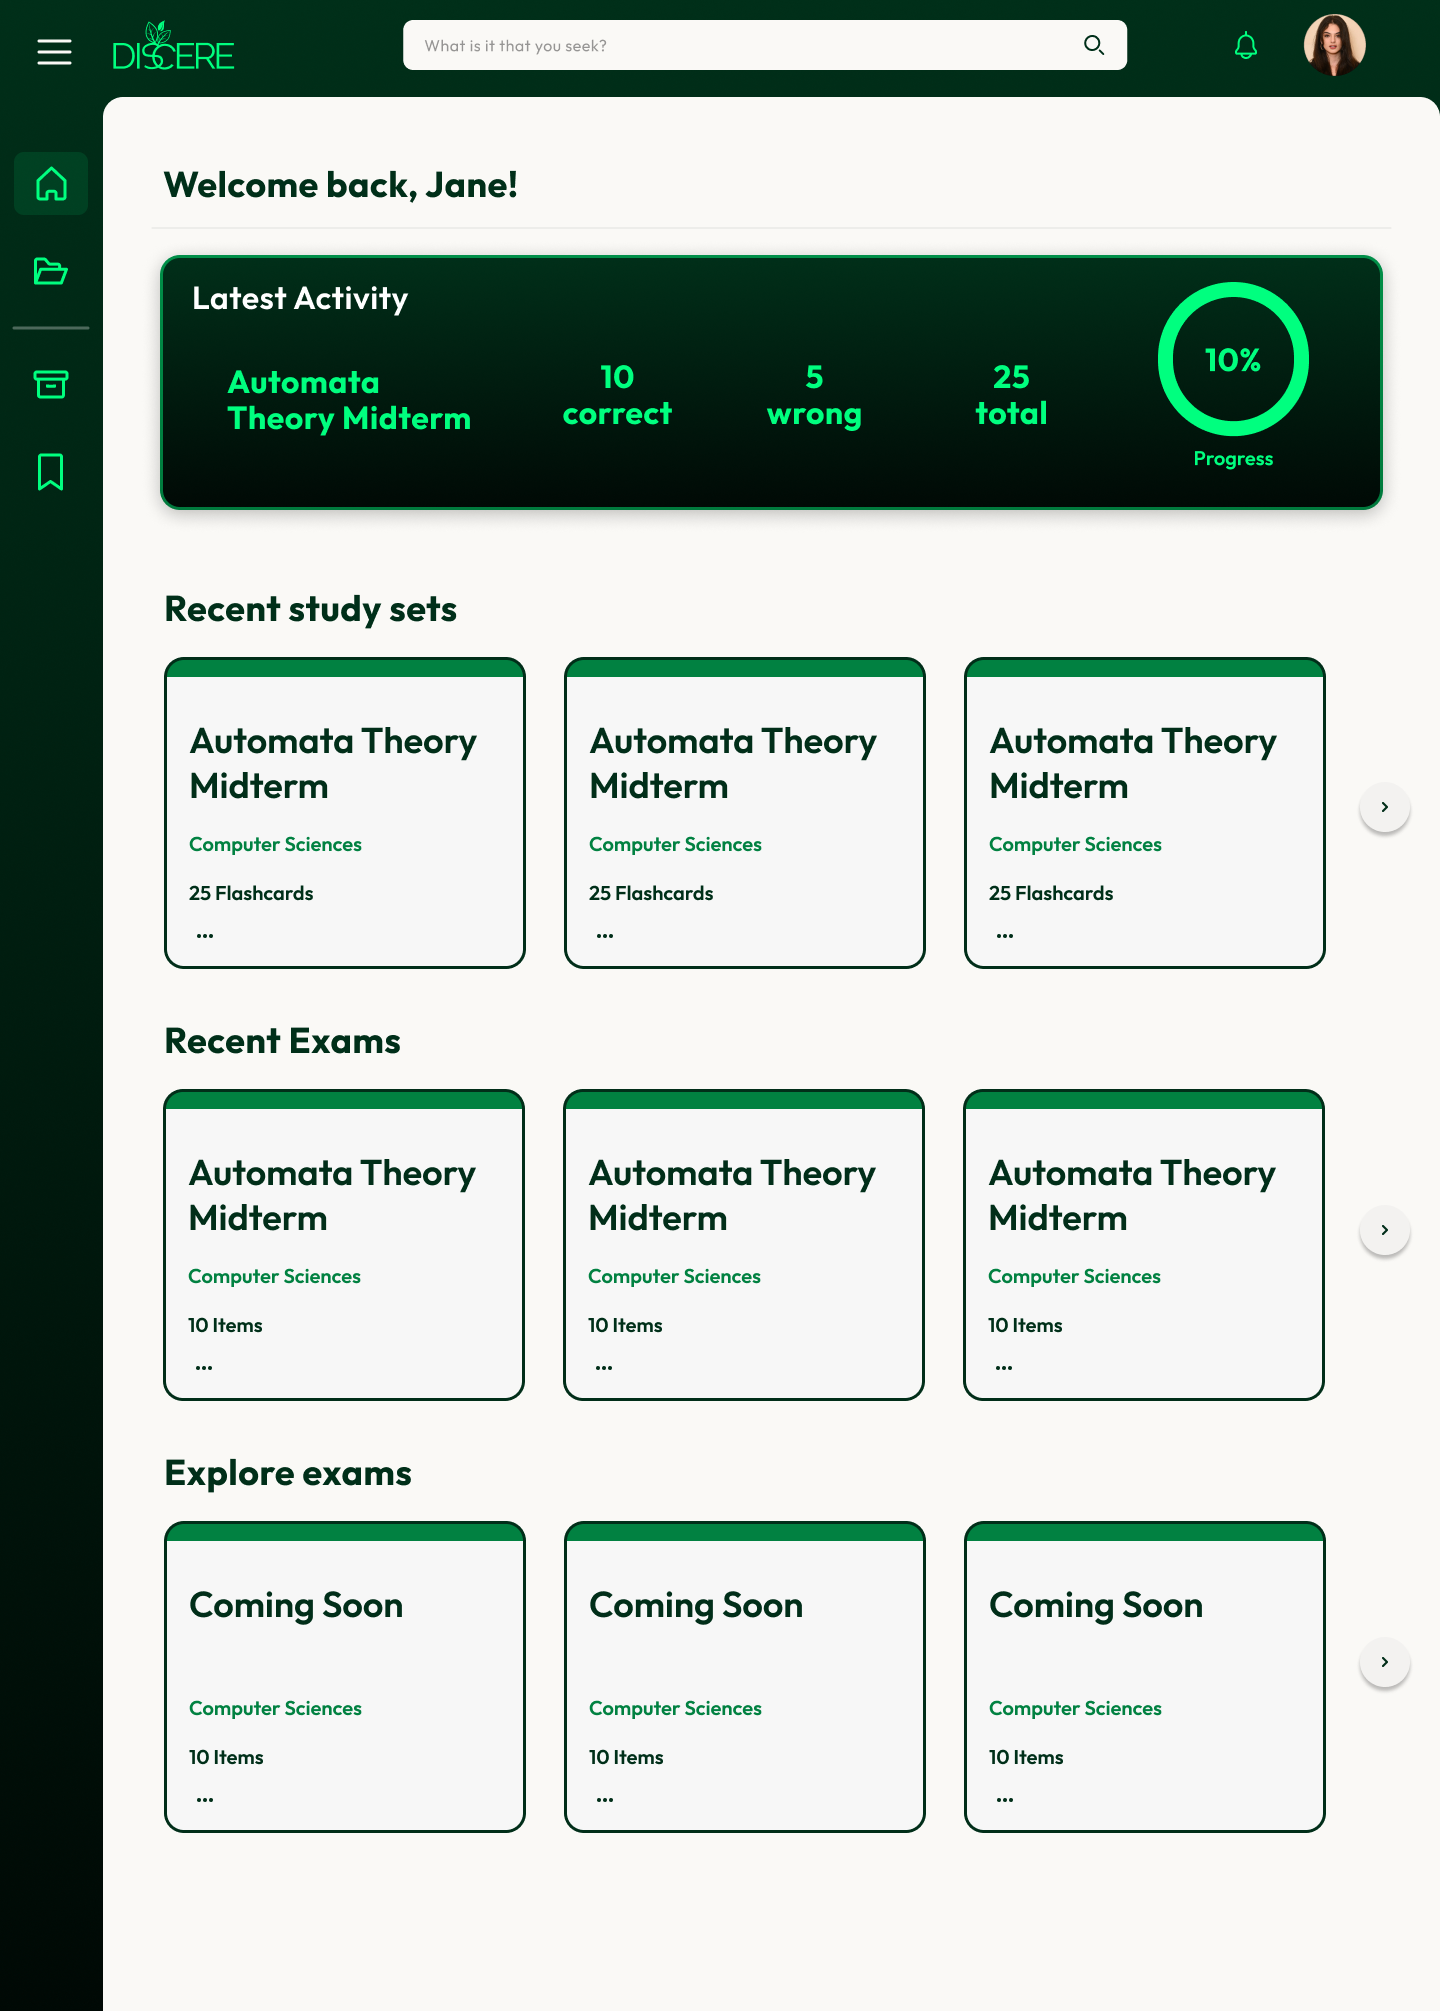 DISCERE
What is it that you seek?
Welcome back, Jane!
Latest Activity
Automata
Theory Midterm
10
correct
5
wrong
25
total
10%
Progress
Recent study sets
Automata Theory
Midterm
Computer Sciences
25 Flashcards
...
Automata Theory
Midterm
Computer Sciences
25 Flashcards
...
Automata Theory
Midterm
Computer Sciences
25 Flashcards
...
Recent Exams
Automata Theory
Midterm
Computer Sciences
10 Items
...
Automata Theory
Midterm
Computer Sciences
10 Items
...
Automata Theory
Midterm
Computer Sciences
10 Items
...
Explore exams
Coming Soon
Computer Sciences
10 Items
...
Coming Soon
Computer Sciences
10 Items
...
Coming Soon
Computer Sciences
10 Items
...